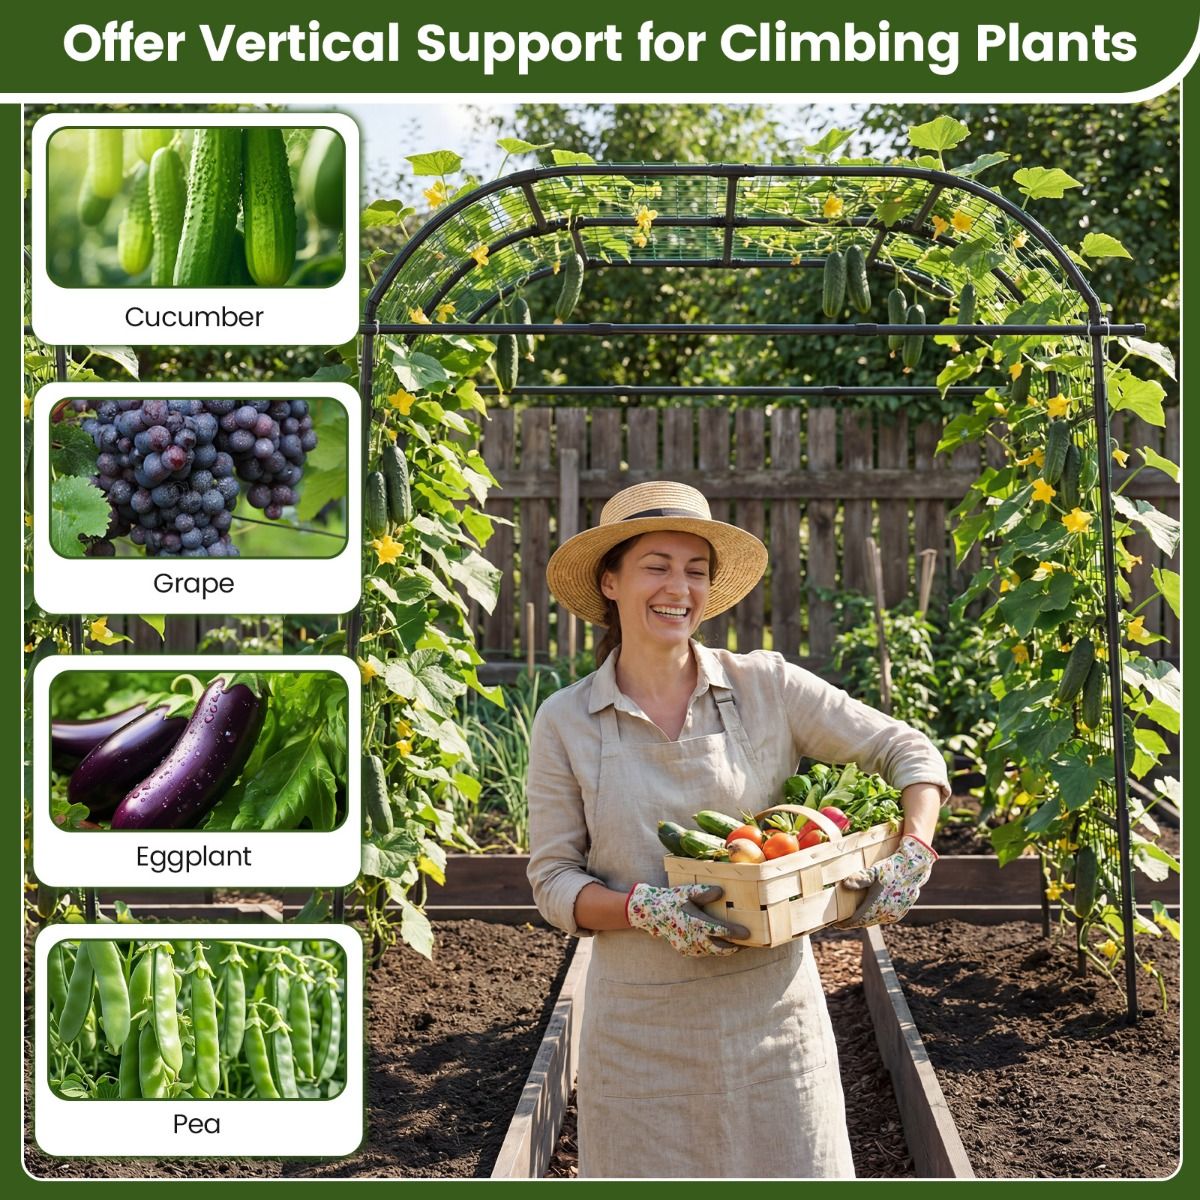 Offer Vertical Support for Climbing Plants
Cucumber
Grape
Eggplant
Pea